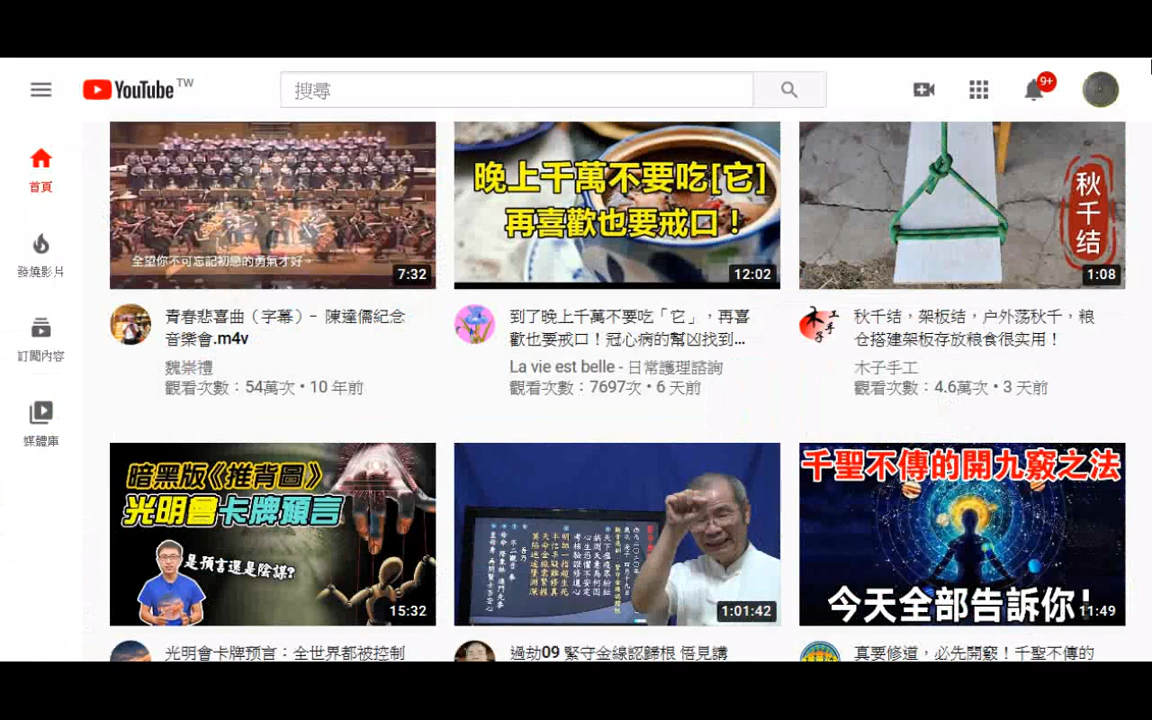 YouTube TW
搜尋
9+
首頁
發燒影片
訂閱內容
媒體庫
全望你不可忘記初戀的勇氣才好。
7:32
晚上千萬不要吃[它]
再喜歡也要戒口！
12:02
秋千结
1:08
青春悲喜曲（字幕）- 陳達儒紀念
音樂會.m4v
魏崇禮
觀看次數：54萬次 • 10 年前
到了晚上千萬不要吃「它」，再喜
歡也要戒口！冠心病的幫凶找到...
La vie est belle - 日常護理諮詢
觀看次數：7697次 • 6 天前
木子手工
秋千结，架板结，户外荡秋千，粮
仓搭建架板存放粮食很实用！
木子手工
觀看次數：4.6萬次 • 3 天前
暗黑版《推背圖》
光明會卡牌預言
是預言還是陰謀?
15:32
1:01:42
千聖不傳的開九竅之法
今天全部告訴你！
11:49
光明會卡牌預言：全世界都被控制
過劫09 緊守金線認歸根 悟見講
真要修道，必先開竅！千聖不傳的